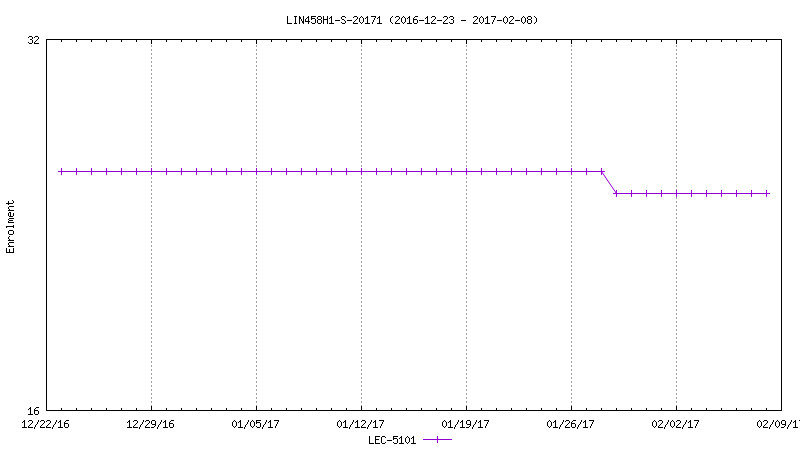 LIN458H1-S-20171 (2016-12-23 - 2017-02-08)
32
Enrolment
16
12/22/16 12/29/16 01/05/17 01/12/17 01/19/17 01/26/17 02/02/17 02/09/1
LEC-5101